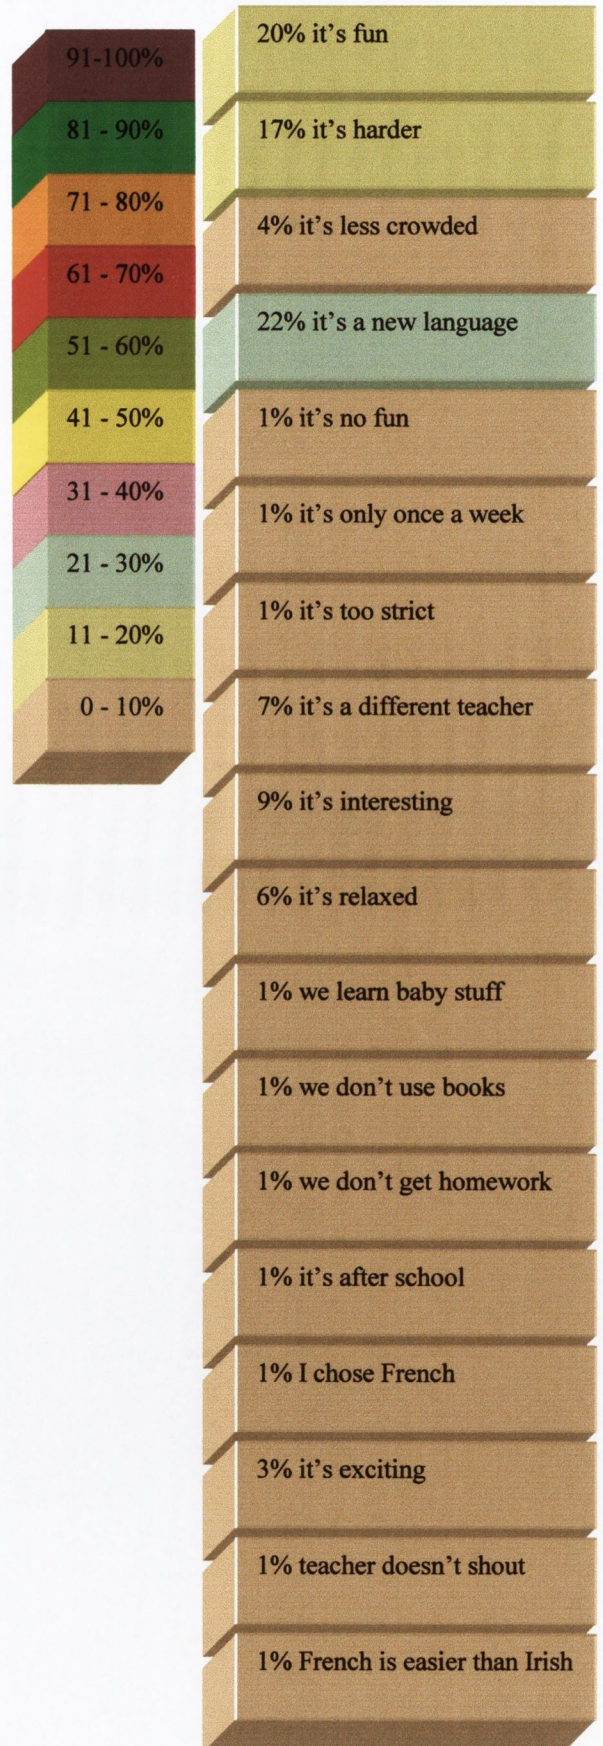 91-100%
81 - 90%
71 - 80%
61 - 70%
51 - 60%
41 - 50%
31 - 40%
21 - 30%
11 - 20%
0 - 10%
20% it's fun
17% it's harder
4% it's less crowded
22% it's a new language
1% it's no fun
1% it's only once a week
1% it's too strict
7% it's a different teacher
9% it's interesting
6% it's relaxed
1% we learn baby stuff
1% we don't use books
1% we don't get homework
1% it's after school
1% I chose French
3% it's exciting
1% teacher doesn't shout
1% French is easier than Irish